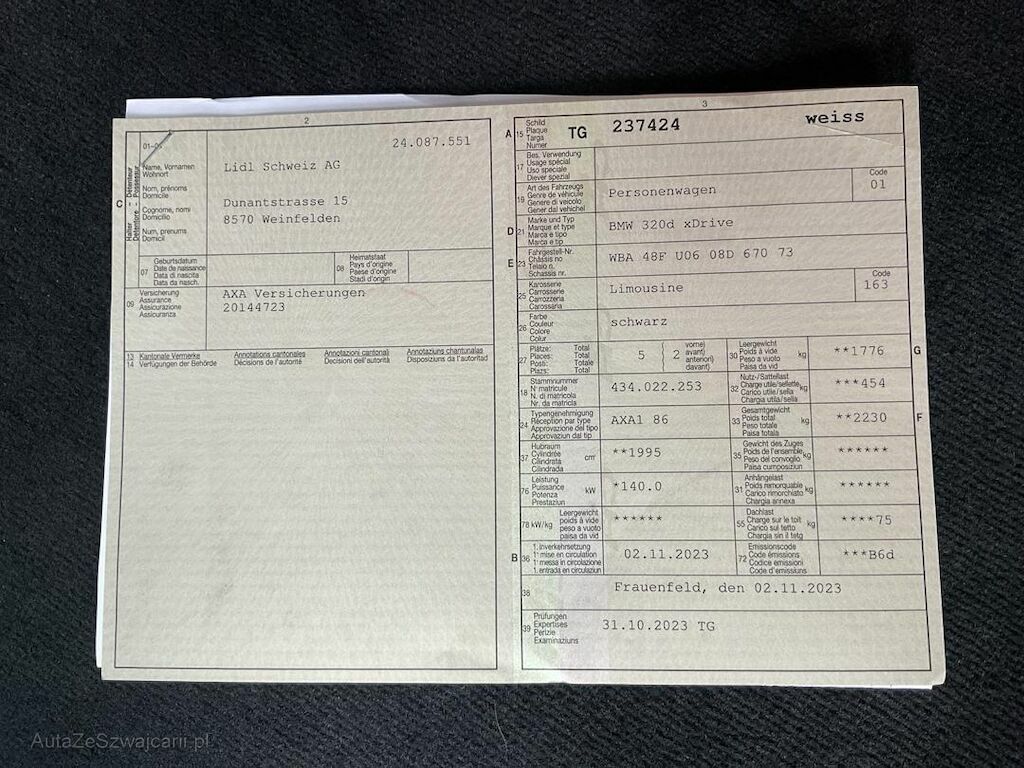 2
24.087.551
01-0
C
Halter - Détenteur
Detentore - Possessur
Name, Vornamen
Wohnort
Nom, prénoms
Domicile
Cognome, nomi
Domicilio
Num, prenums
Domicil
Lidl Schweiz AG
Dunantstrasse 15
8570 Weinfelden
07
Geburtsdatum
Date de naissance
Data di nascita
Data da nasch.
08
Heimatstaat
Pays d'origine
Paese d'origine
Stadi d'origin
09
Versicherung
Assurance
Assicurazione
Assicuranza
AXA Versicherungen
20144723
13 Kantonale Vermerke
14 Verfügungen der Behörde
Annotations cantonales
Décisions de l'autorité
Annotazioni cantonali
Decisioni dell'autorità
Annotaziuns chantunalas
Disposiziuns da l'autoritad
3
A 15
Schild
Plaque
Targa
Numer
TG 237424 weiss
17
Bes. Verwendung
Usage spécial
Uso speciale
Diever spezial
19
Art des Fahrzeugs
Genre de véhicule
Genere di veicolo
Gener dal vehichel
Personenwagen
Code
01
D 21
Marke und Typ
Marque et type
Marca e tipo
Marca e tip
BMW 320d xDrive
E 23
Fahrgestell-Nr.
Châssis no
Telaio n.
Schassis nr.
WBA 48F U06 08D 670 73
25
Karosserie
Carrosserie
Carrozzeria
Carossaria
Limousine
Code
163
26
Farbe
Couleur
Colore
Colur
schwarz
27
Plätze: Total
Places: Total
Posti: Totale
Plazs: Total
5 2
vorne)
avant)
anteriori)
davant)
30
Leergewicht
Poids à vide
Peso a vuoto
Paisa da vid
kg
**1776
G
18
Stammnummer
N° matricule
N. di matricola
Nr. da matricla
434.022.253
32
Nutz-/Sattellast
Charge utile/sellette
Carico utile/sella
Chargia utila/sella
kg
***454
24
Typengenehmigung
Réception par type
Approvazione del tipo
Approvaziun dal tip
AXA1 86
33
Gesamtgewicht
Poids total
Peso totale
Paisa totala
kg
**2230
F
37
Hubraum
Cylindrée
Cilindrata
Cilindrada
cm³
**1995
35
Gewicht des Zuges
Poids de l'ensemble
Peso del convoglio
Paisa cumposiziun
kg
******
76
Leistung
Puissance
Potenza
Prestaziun
kW
*140.0
31
Anhängelast
Poids remorquable
Carico rimorchiato
Chargia annexa
kg
******
78 kW/kg
Leergewicht
poids à vide
peso a vuoto
paisa da vid
******
55
Dachlast
Charge sur le toit
Carico sul tetto
Chargia sin il tetg
kg
****75
B 36
1. Inverkehrsetzung
1re mise en circulation
1a messa in circolazione
1. entrada en circulaziun
02.11.2023
72
Emissionscode
Code émissions
Codice emissioni
Code d'emissiuns
***B6d
38
Frauenfeld, den 02.11.2023
39
Prüfungen
Expertises
Perizie
Examinaziuns
31.10.2023 TG
AutaZeSzwajcarii.pl